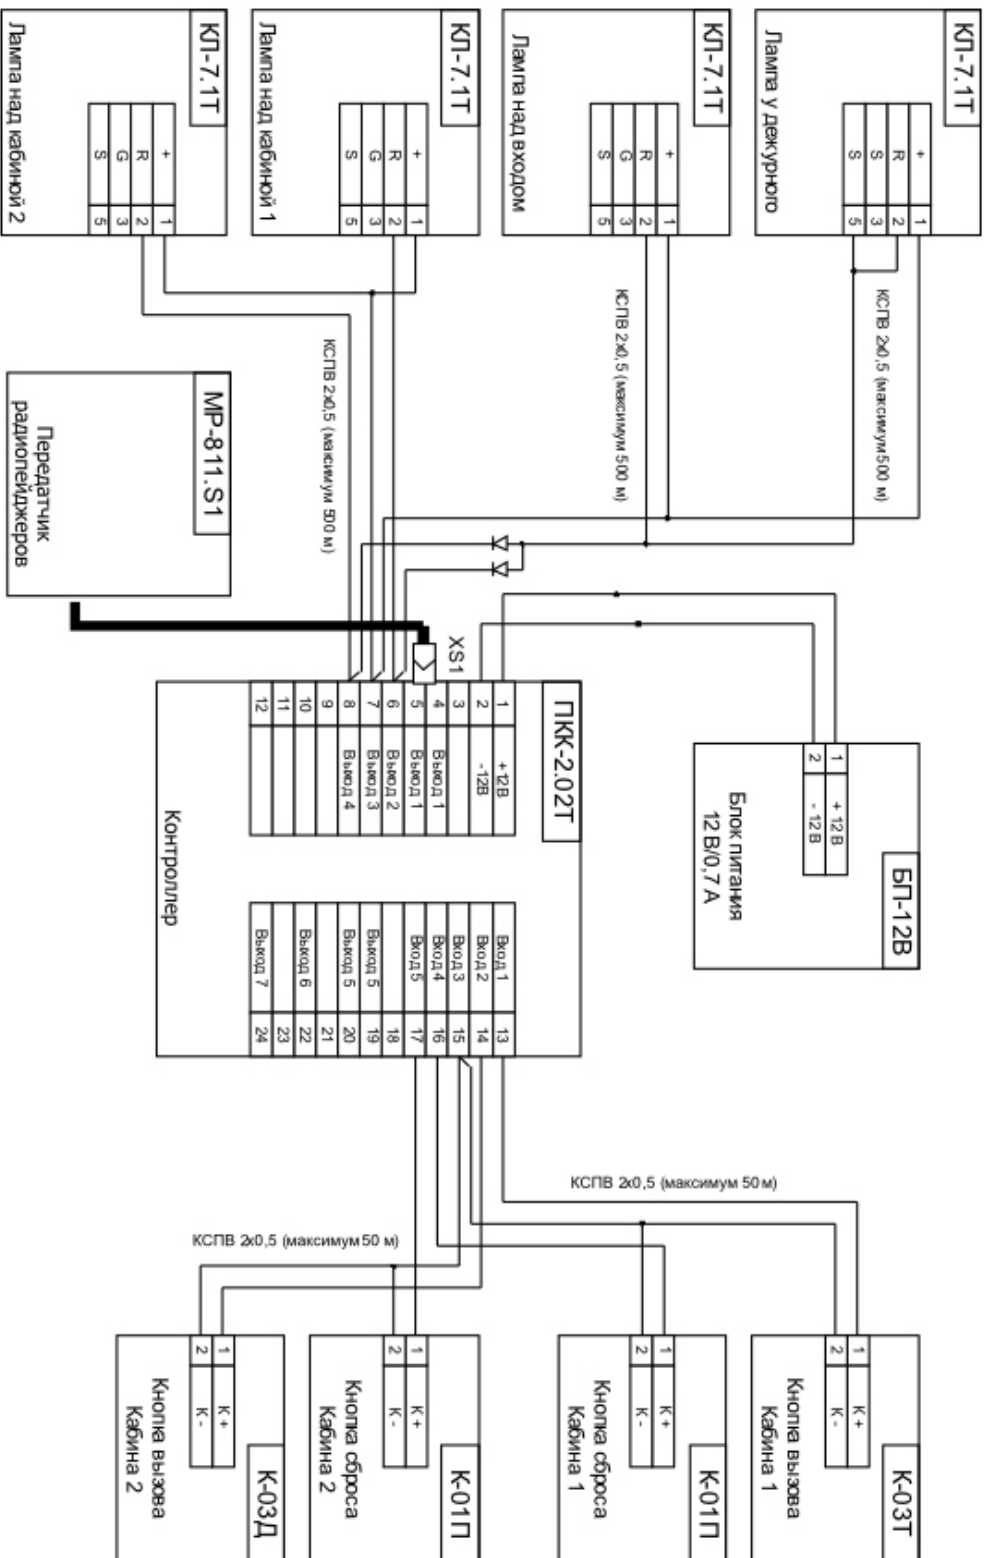 КП-7.1Т
+ 1
R 2
S 3
S 5
Лампа у дежурного
КСПВ 2х0,5 (максимум 500 м)
КП-7.1Т
+ 1
R 2
G 3
S 5
Лампа над входом
КСПВ 2х0,5 (максимум 500 м)
КП-7.1Т
+ 1
R 2
G 3
S 5
Лампа над кабиной 1
КП-7.1Т
+ 1
R 2
G 3
S 5
Лампа над кабиной 2
КСПВ 2х0,5 (максимум 500 м)
МР-811.S1
Передатчик
радиопейджеров
XS1
БП-12В
1 + 12 В
2 - 12 В
Блок питания
12 В/0,7 А
ПКК-2.02Т
1 +12В
2 -12В
3
4 Выход 1
5 Выход 1
6 Выход 2
7 Выход 3
8 Выход 4
9
10
11
12
Вход 1 13
Вход 2 14
Вход 3 15
Вход 4 16
Вход 5 17
18
Выход 5 19
Выход 5 20
21
Выход 6 22
23
Выход 7 24
Контроллер
КСПВ 2х0,5 (максимум 50 м)
КСПВ 2х0,5 (максимум 50 м)
К-03Т
1 К +
2 К -
Кнопка вызова
Кабина 1
К-01П
1 К +
2 К -
Кнопка сброса
Кабина 1
К-01П
1 К +
2 К -
Кнопка сброса
Кабина 2
К-03Д
1 К +
2 К -
Кнопка вызова
Кабина 2